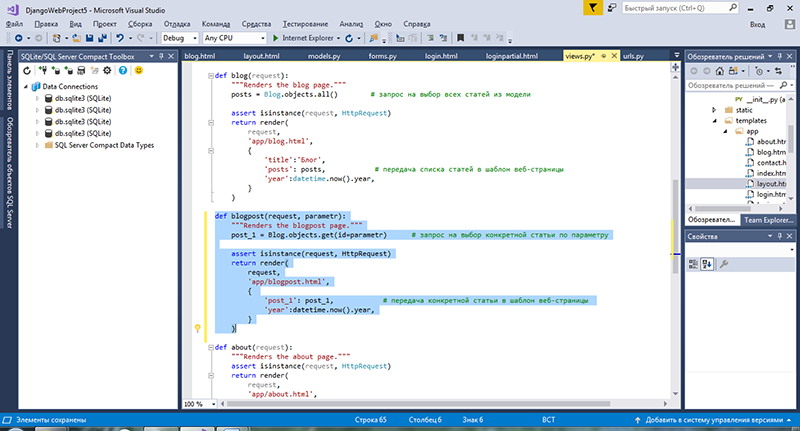 DjangoWebProject5 - Microsoft Visual Studio
Быстрый запуск (Ctrl+Q)
Файл Правка Вид Проект Сборка Отладка Команда Средства Тестирование Анализ Окно Справка
Вход
Debug Any CPU Internet Explorer
Панель элементов
Обозреватель объектов SQL Server
SQLite/SQL Server Compact Toolbox
Data Connections
db.sqlite3 (SQLite)
db.sqlite3 (SQLite)
db.sqlite3 (SQLite)
db.sqlite3 (SQLite)
SQL Server Compact Data Types
blog.html layout.html models.py forms.py login.html loginpartial.html views.py* urls.py
def blog(request):
"""Renders the blog page."""
posts = Blog.objects.all() # запрос на выбор всех статей из модели
assert isinstance(request, HttpRequest)
return render(
request,
'app/blog.html',
{
'title':'Блог',
'posts': posts, # передача списка статей в шаблон веб-страницы
'year':datetime.now().year,
}
)
def blogpost(request, parametr):
"""Renders the blogpost page."""
post_1 = Blog.objects.get(id+parametr) # запрос на выбор конкретной статьи по параметру
assert isinstance(request, HttpRequest)
return render(
request,
'app/blogpost.html',
{
'post_1': post_1, # передача конкретной статьи в шаблон веб-страницы
'year':datetime.now().year,
}
)
def about(request):
"""Renders the about page."""
assert isinstance(request, HttpRequest)
return render(
request,
'app/about.html',
100 %
Обозреватель решений
Обозреватель решений
__init__.py (a
static
templates
app
about.htm
blog.html
contact.h
index.htm
layout.ht
login.htm
Обозревател... Team Explorer...
Свойства
Элементы сохранены Строка 65 Столбец 6 Знак 6 ВСТ Добавить в систему управления версиями